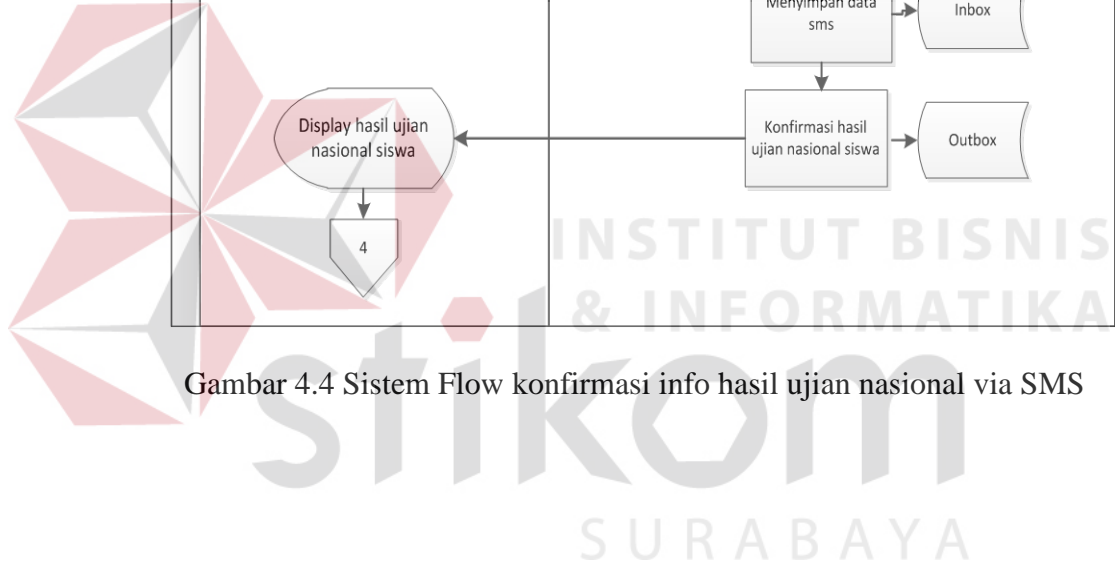 Menyimpan data
sms
Inbox
Display hasil ujian
nasional siswa
Konfirmasi hasil
ujian nasional siswa
Outbox
4
INSTITUT BISNIS
& INFORMATIKA
stikom
SURABAYA
Gambar 4.4 Sistem Flow konfirmasi info hasil ujian nasional via SMS